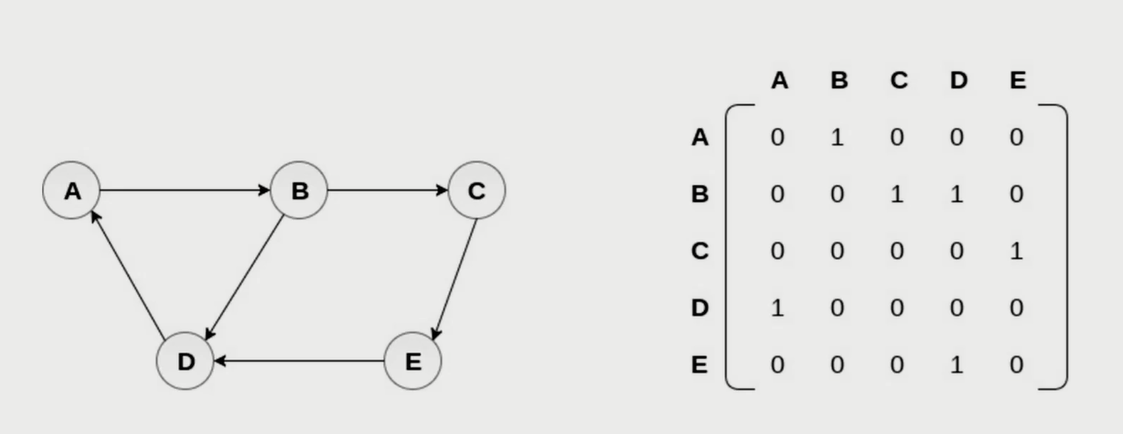 A B C
D E
A B C D E
A 0 1 0 0 0
B 0 0 1 1 0
C 0 0 0 0 1
D 1 0 0 0 0
E 0 0 0 1 0